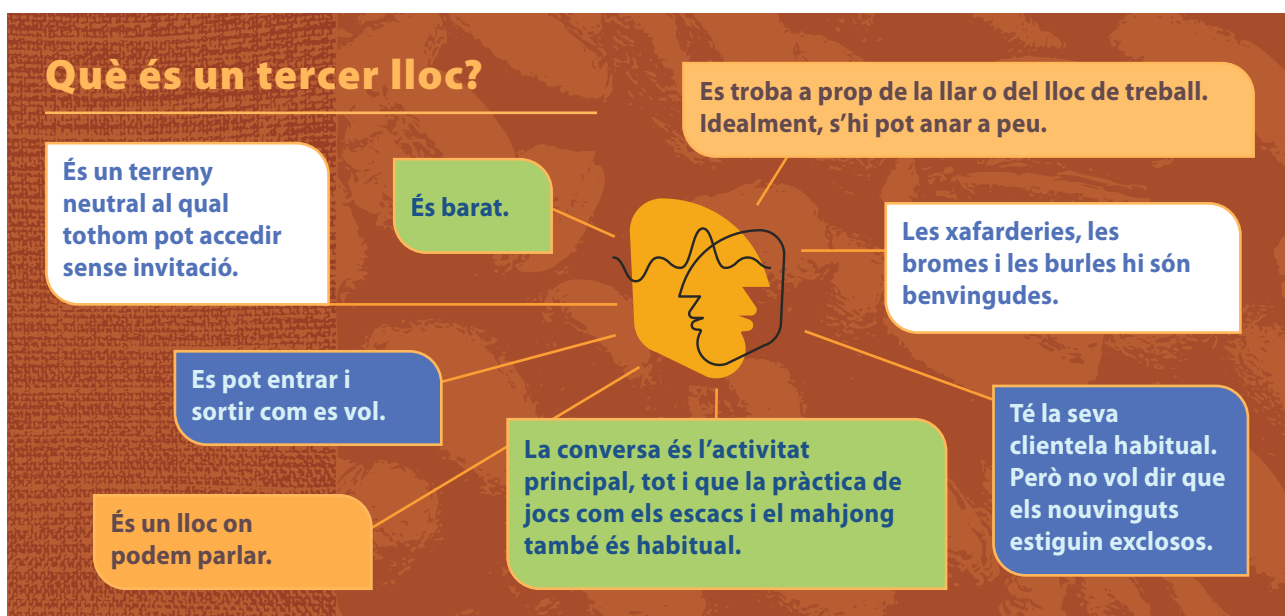 Què és un tercer lloc?
Es troba a prop de la llar o del lloc de treball.
Idealment, s’hi pot anar a peu.
És un terreny
neutral al qual
tothom pot accedir
sense invitació.
És barat.
Les xafarderies, les
bromes i les burles hi són
benvingudes.
Es pot entrar i
sortir com es vol.
La conversa és l’activitat
principal, tot i que la pràctica de
jocs com els escacs i el mahjong
també és habitual.
Té la seva
clientela habitual.
Però no vol dir que
els nouvinguts
estiguin exclosos.
És un lloc on
podem parlar.